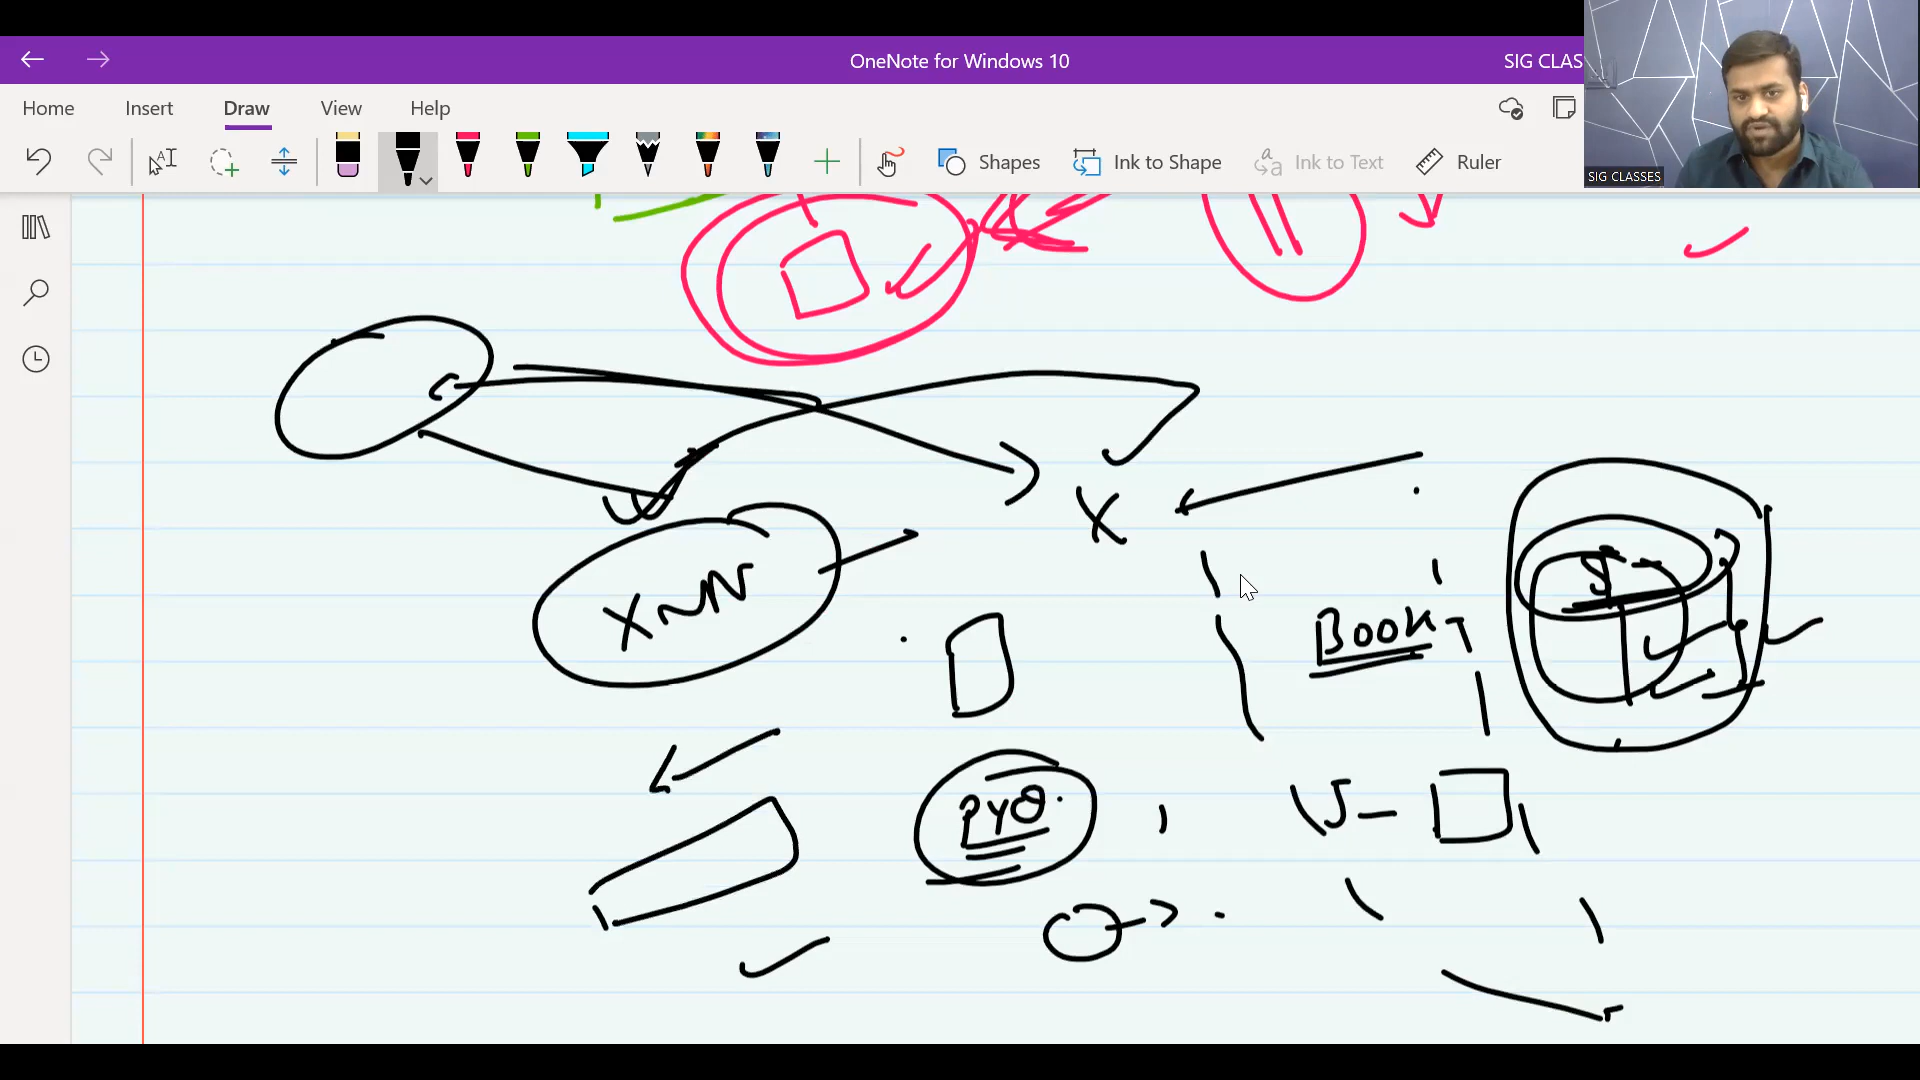 OneNote for Windows 10
SIG CLAS
Home Insert Draw View Help
Shapes Ink to Shape Ink to Text Ruler
SIG CLASSES
X
Book
PYQ